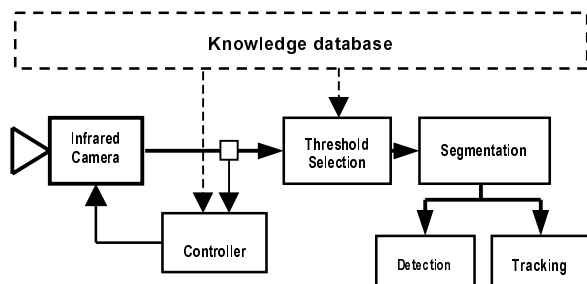 Knowledge database
Infrared
Camera
Threshold
Selection
Segmentation
Controller
Detection
Tracking